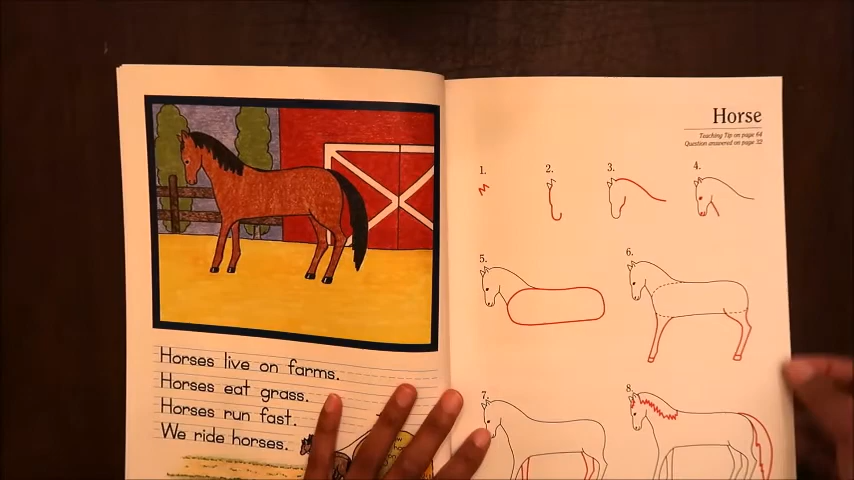 Horses live on farms.
Horses eat grass.
Horses run fast.
We ride horses.
Horse
Teaching Tip on page 64
Question answered on page 32
1.
2.
3.
4.
5.
6.
7.
8.